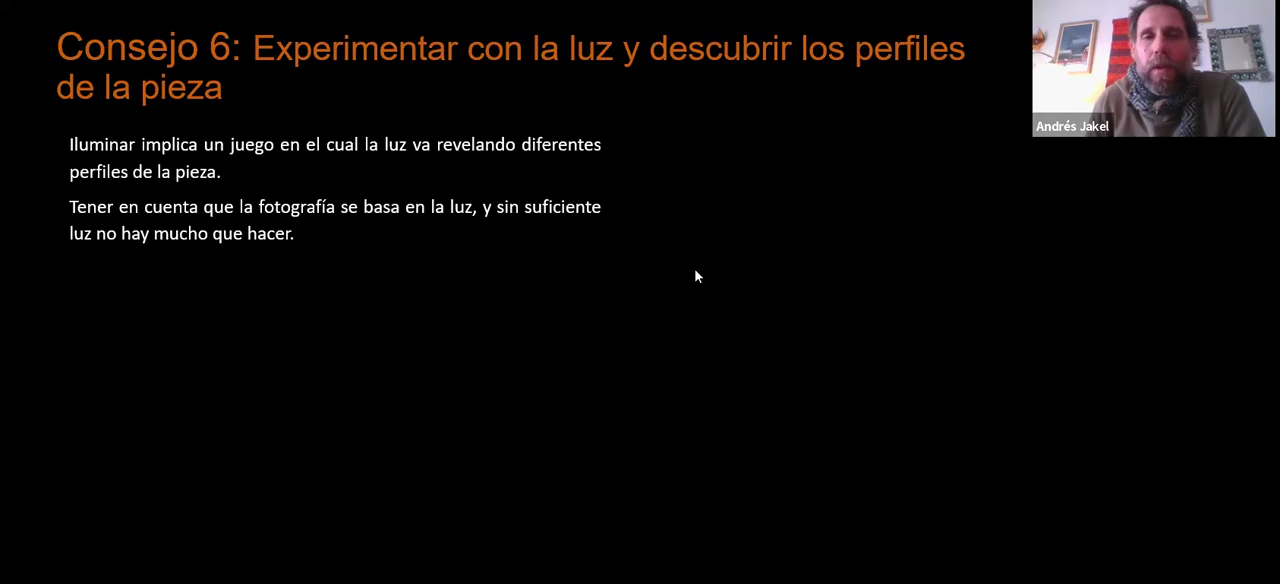 Consejo 6: Experimentar con la luz y descubrir los perfiles
de la pieza
Iluminar implica un juego en el cual la luz va revelando diferentes
perfiles de la pieza.
Tener en cuenta que la fotografía se basa en la luz, y sin suficiente
luz no hay mucho que hacer.
Andrés Jakel